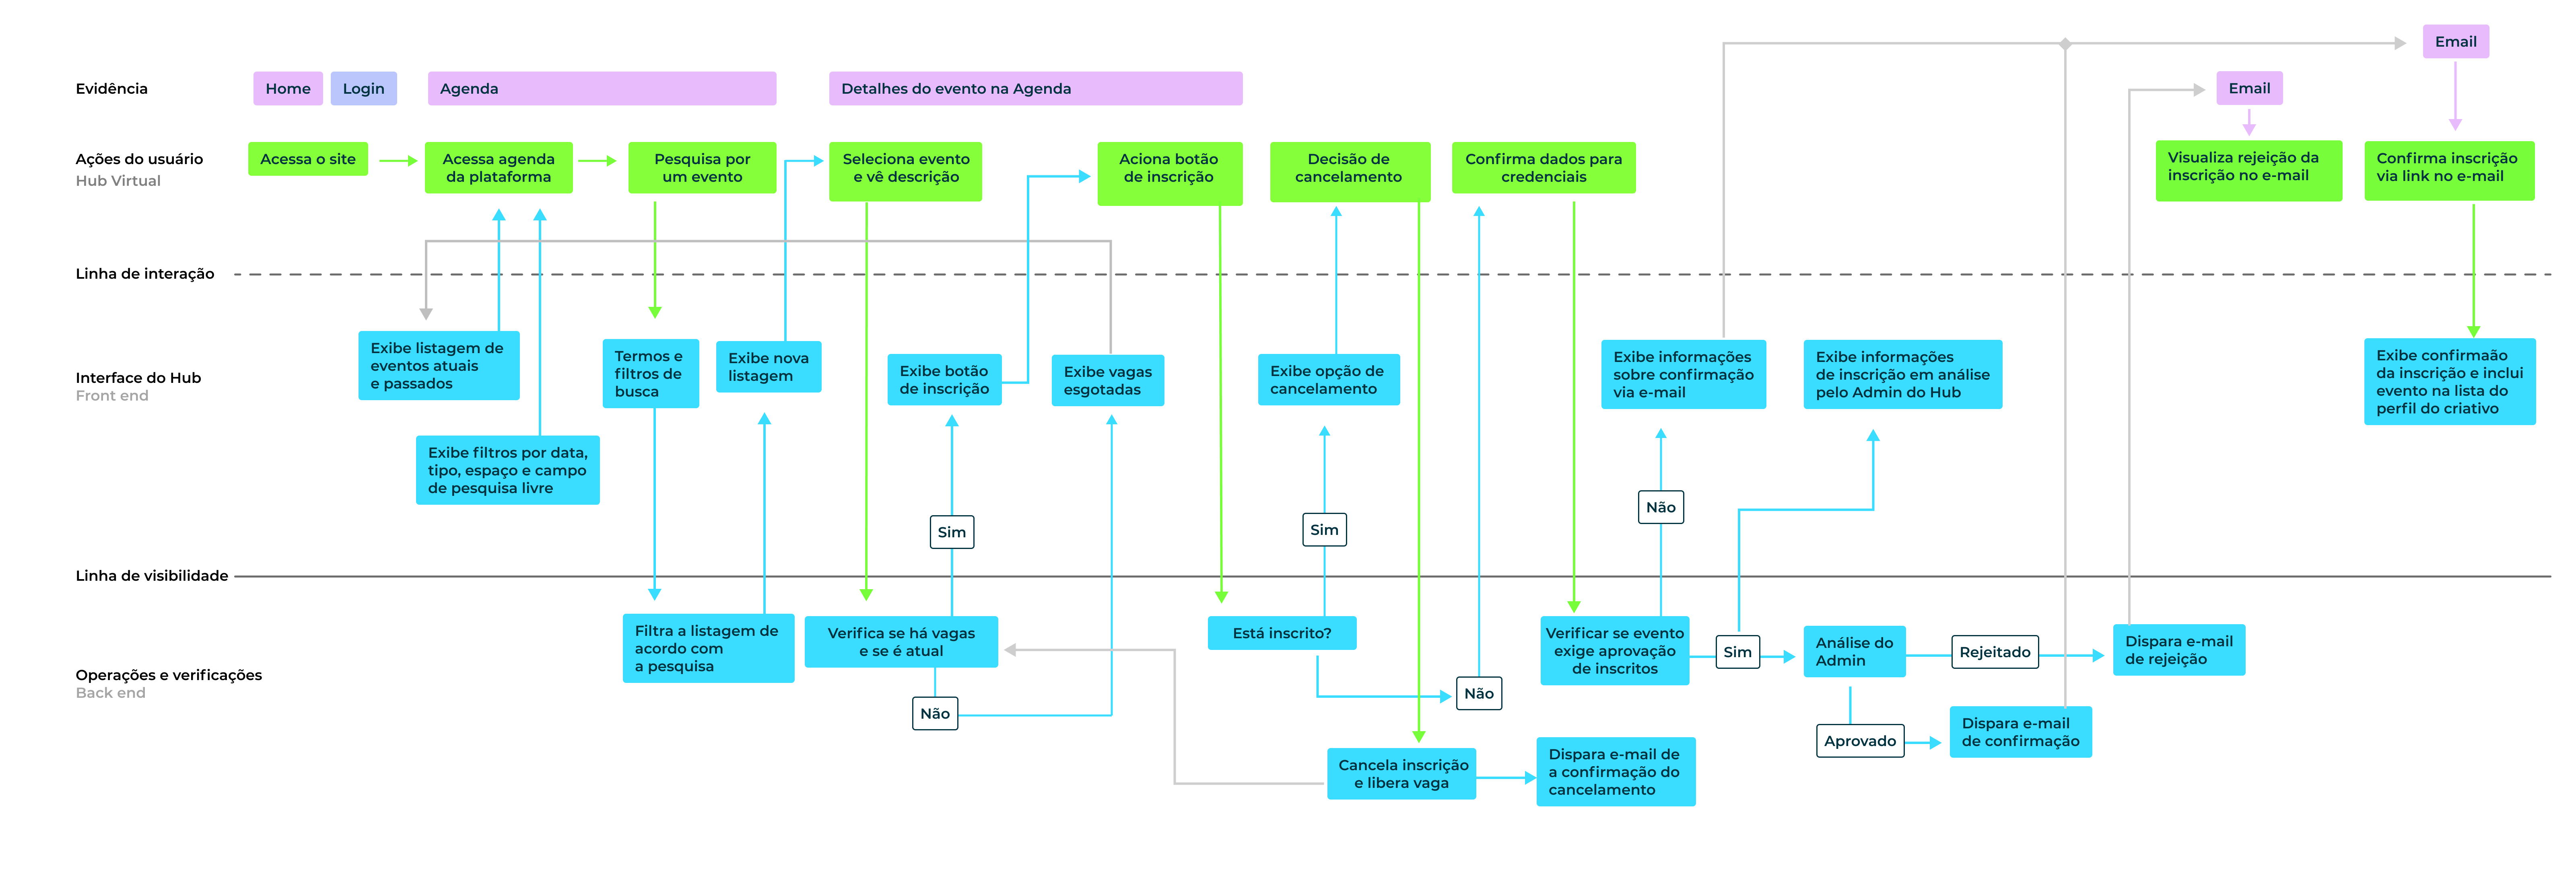 Email
Evidência
Home
Login
Agenda
Detalhes do evento na Agenda
Email
Ações do usuário
Hub Virtual
Acessa o site
Acessa agenda
da plataforma
Pesquisa por
um evento
Seleciona evento
e vê descrição
Aciona botão
de inscrição
Decisão de
cancelamento
Confirma dados para
credenciais
Visualiza rejeição da
inscrição no e-mail
Confirma inscrição
via link no e-mail
Linha de interação
Interface do Hub
Front end
Exibe listagem de
eventos atuais
e passados
Exibe filtros por data,
tipo, espaço e campo
de pesquisa livre
Termos e
filtros de
busca
Exibe nova
listagem
Exibe botão
de inscrição
Exibe vagas
esgotadas
Exibe opção de
cancelamento
Exibe informações
sobre confirmação
via e-mail
Exibe informações
de inscrição em análise
pelo Admin do Hub
Exibe confirmaão
da inscrição e inclui
evento na lista do
perfil do criativo
Sim
Sim
Não
Linha de visibilidade
Operações e verificações
Back end
Filtra a listagem de
acordo com
a pesquisa
Verifica se há vagas
e se é atual
Não
Está inscrito?
Não
Verificar se evento
exige aprovação
de inscritos
Sim
Análise do
Admin
Rejeitado
Dispara e-mail
de rejeição
Aprovado
Dispara e-mail
de confirmação
Cancela inscrição
e libera vaga
Dispara e-mail de
a confirmação do
cancelamento